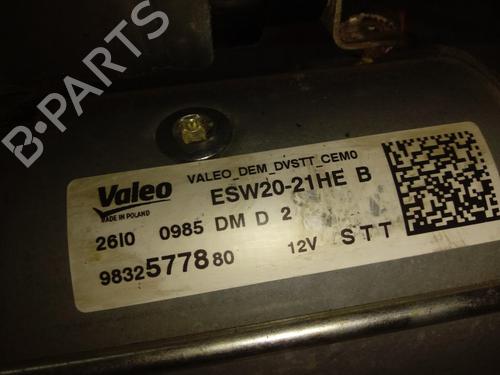 B-PARTS
VALEO_DEM_DVSTT_CEM0
Valeo ESW20-21HE B
MADE IN POLAND
26I0 0985 DM D 2
9832577880 12V STT